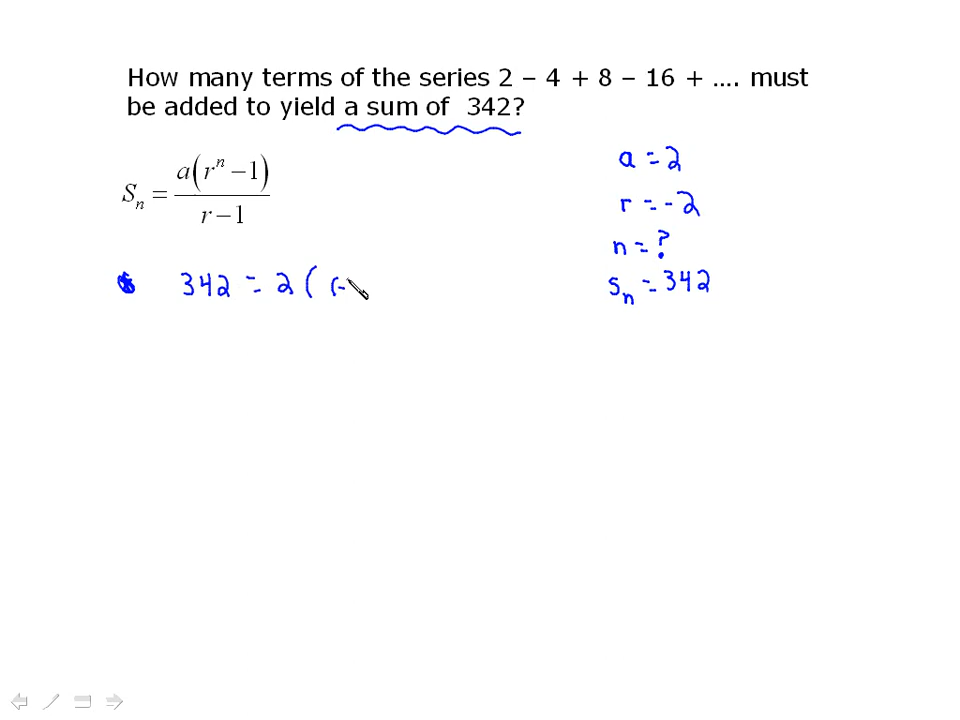 How many terms of the series 2 – 4 + 8 – 16 + .... must
be added to yield a sum of 342?
a = 2
Sₙ = a(rⁿ – 1) / (r – 1)
r = -2
n = ?
342 = 2 ( (-
Sₙ = 342